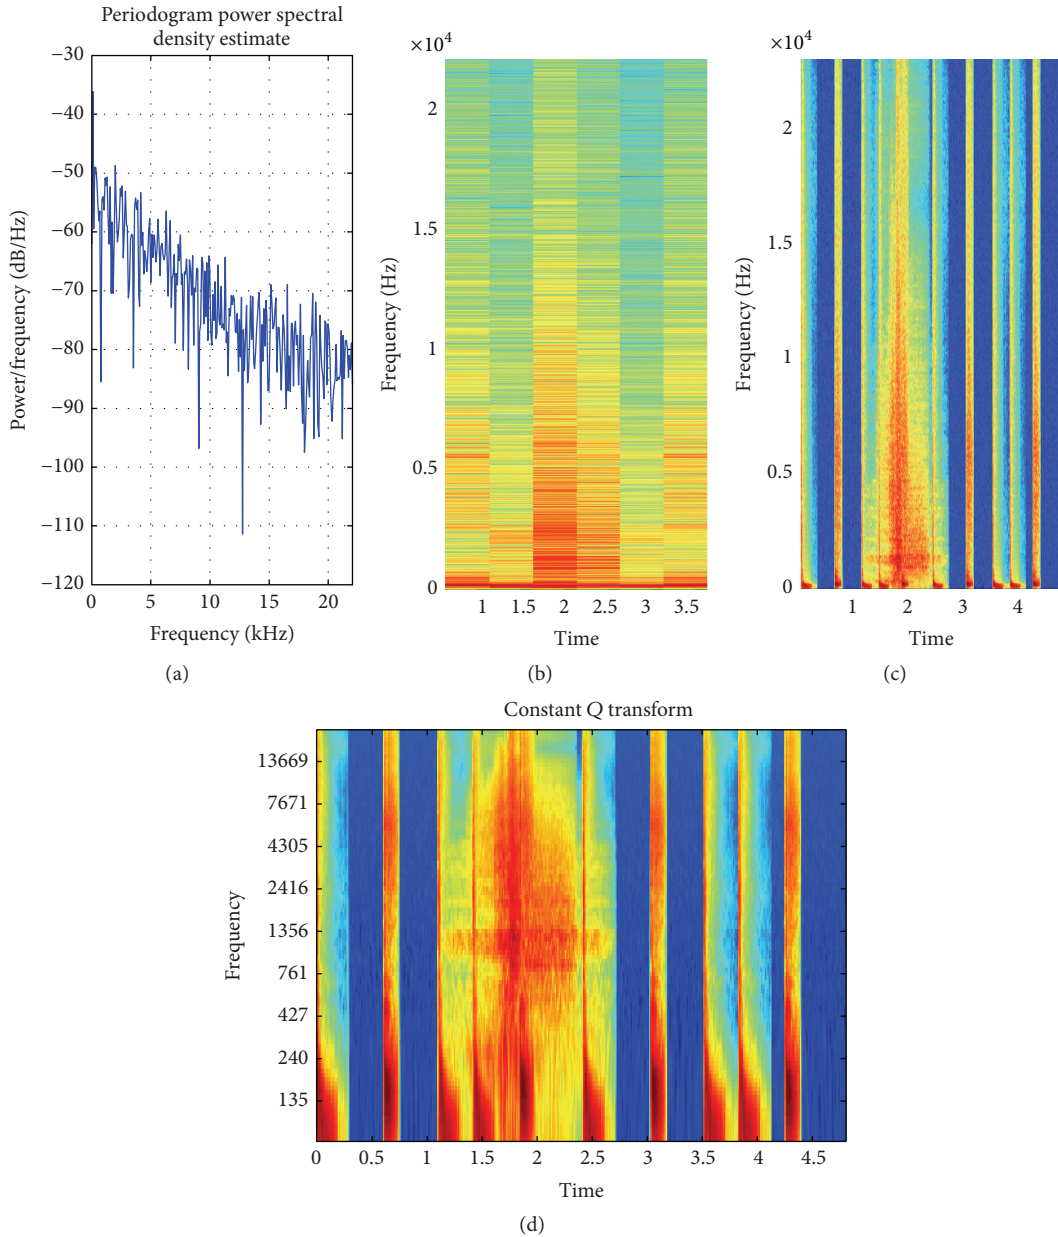 Periodogram power spectral
density estimate
−30
−40
−50
−60
−70
−80
−90
−100
−110
−120
Power/frequency (dB/Hz)
0 5 10 15 20
Frequency (kHz)
(a)
×10⁴
2
1.5
1
0.5
0
Frequency (Hz)
1 1.5 2 2.5 3 3.5
Time
(b)
×10⁴
2
1.5
1
0.5
0
Frequency (Hz)
1 2 3 4
Time
(c)
Constant Q transform
13669
7671
4305
2416
1356
761
427
240
135
Frequency
0 0.5 1 1.5 2 2.5 3 3.5 4 4.5
Time
(d)